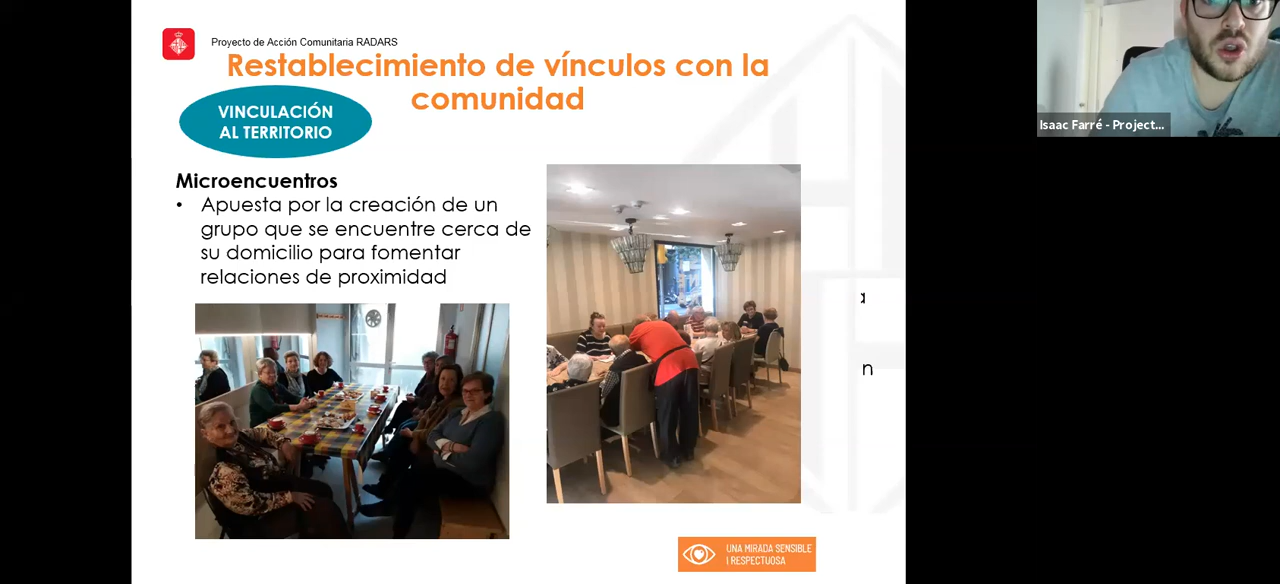 Proyecto de Acción Comunitaria RADARS
Restablecimiento de vínculos con la
comunidad
VINCULACIÓN
AL TERRITORIO
Microencuentros
• Apuesta por la creación de un
grupo que se encuentre cerca de
su domicilio para fomentar
relaciones de proximidad
a
n
UNA MIRADA SENSIBLE
I RESPECTUOSA
Isaac Farré - Project...